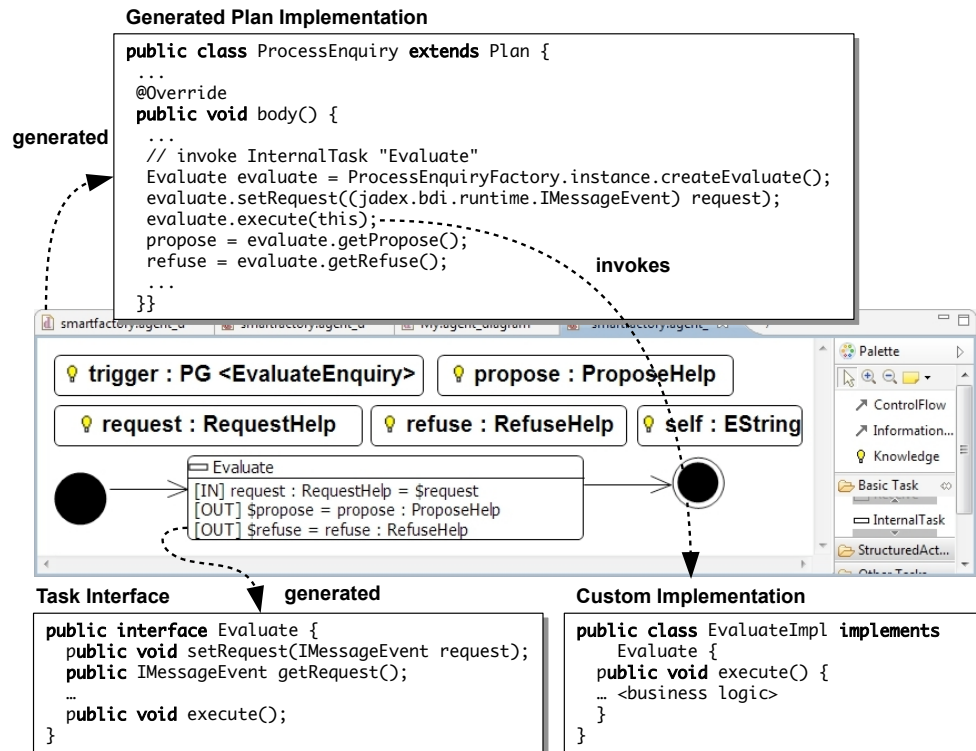 Generated Plan Implementation
public class ProcessEnquiry extends Plan {
...
@Override
public void body() {
...
// invoke InternalTask "Evaluate"
Evaluate evaluate = ProcessEnquiryFactory.instance.createEvaluate();
evaluate.setRequest((jadex.bdi.runtime.IMessageEvent) request);
evaluate.execute(this);
propose = evaluate.getPropose();
refuse = evaluate.getRefuse();
...
}}
generated
invokes
smartfactory.agent_d smartfactory.agent_d My.agent_diagram smartfactory.agent_
Palette
trigger : PG <EvaluateEnquiry>
propose : ProposeHelp
request : RequestHelp
refuse : RefuseHelp
self : EString
Evaluate
[IN] request : RequestHelp = $request
[OUT] $propose = propose : ProposeHelp
[OUT] $refuse = refuse : RefuseHelp
ControlFlow
Information...
Knowledge
Basic Task
InternalTask
StructuredAct...
Other Tasks
Task Interface
generated
public interface Evaluate {
public void setRequest(IMessageEvent request);
public IMessageEvent getRequest();
…
public void execute();
}
Custom Implementation
public class EvaluateImpl implements
Evaluate {
public void execute() {
… <business logic>
}
}